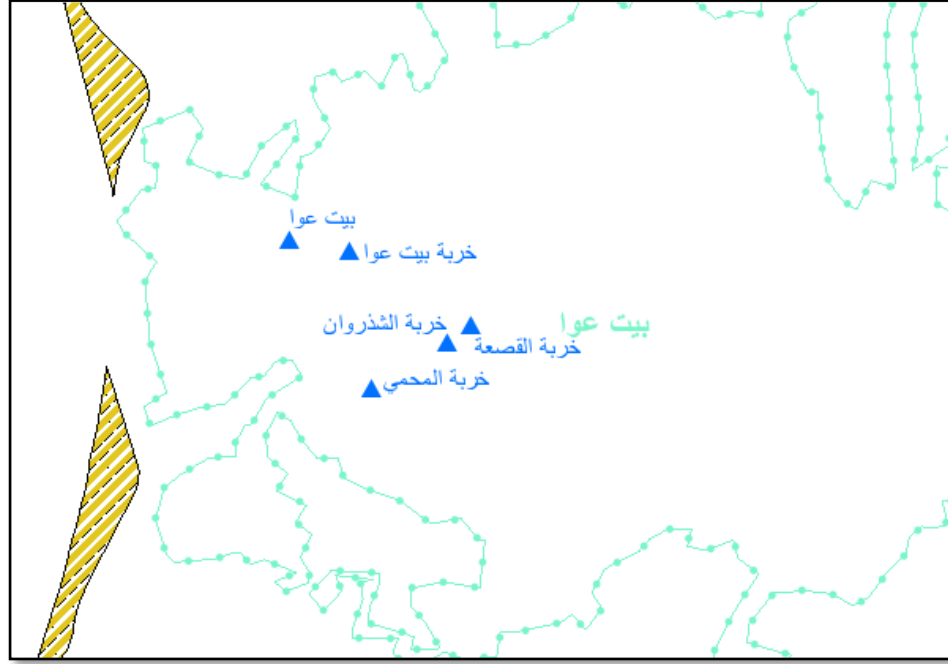 بيت عوا
خربة بيت عوا
خربة الشذروان
بيت عوا
خربة القصعة
خربة المحمي